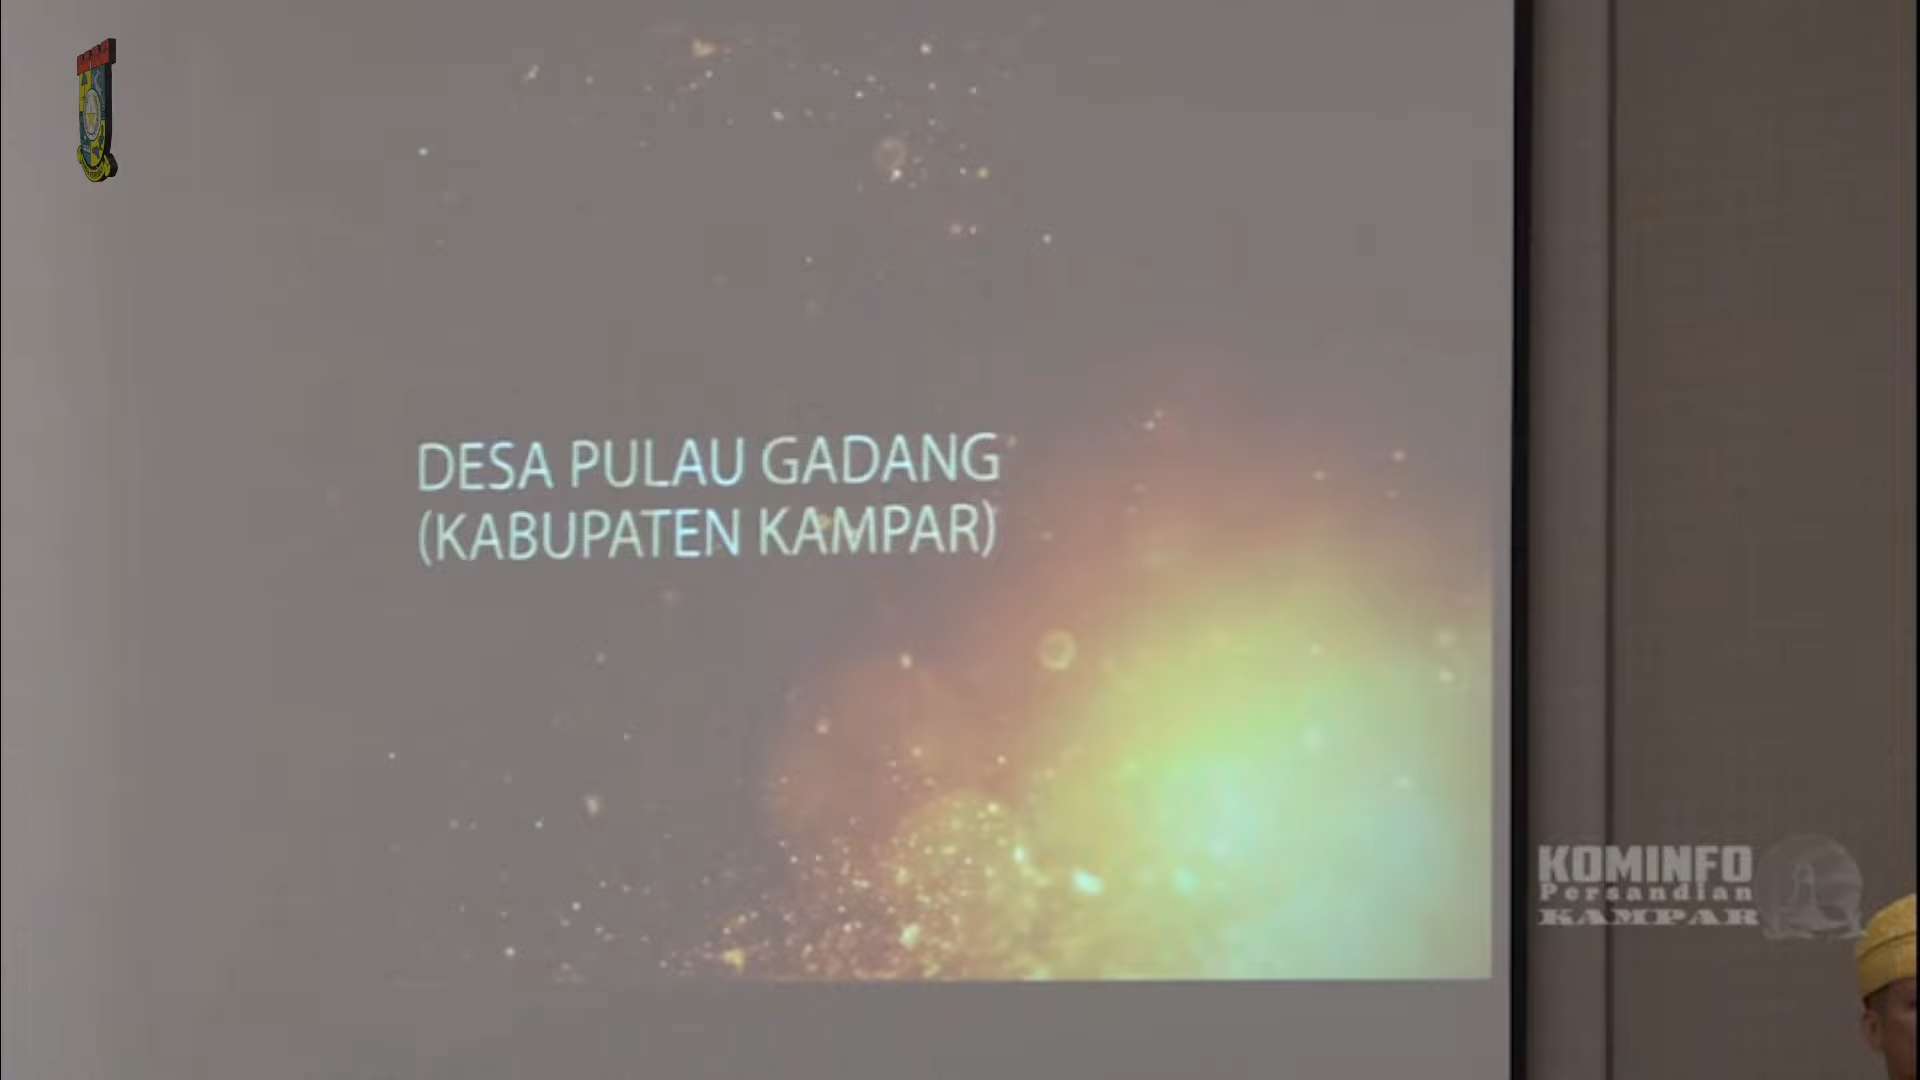 DESA PULAU GADANG
(KABUPATEN KAMPAR)
KOMINFO
Persandian
KAMPAR